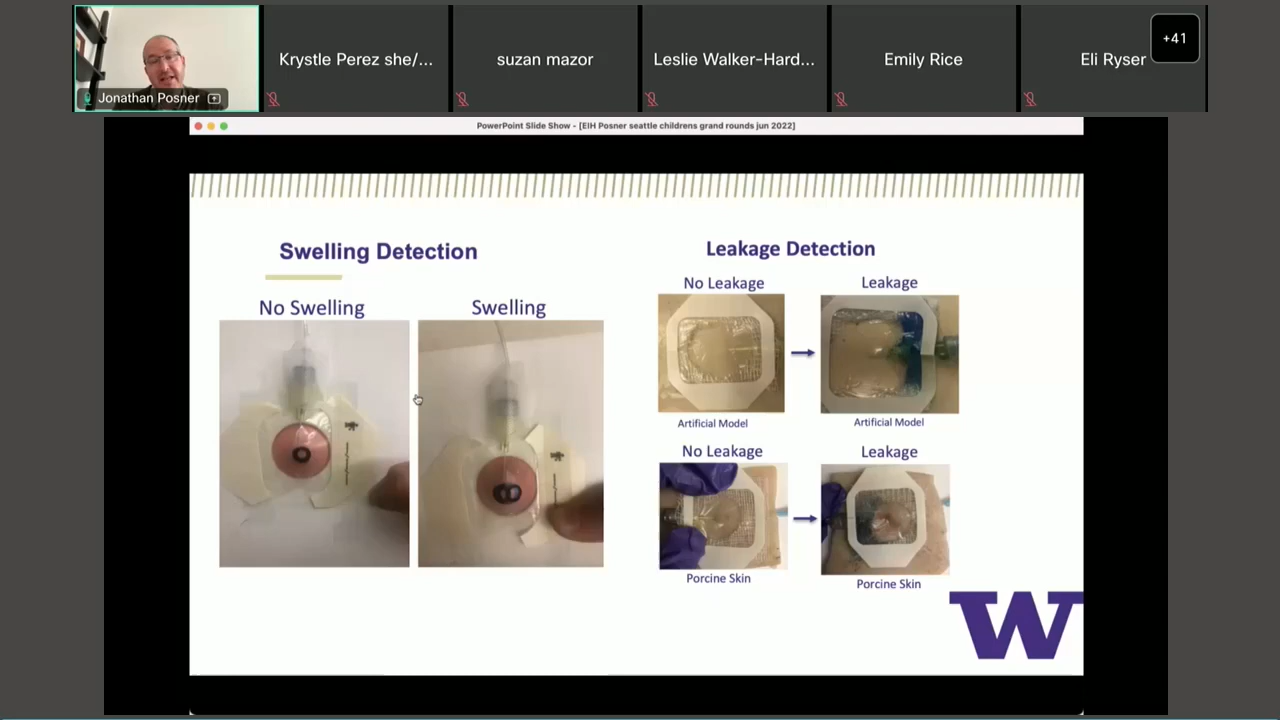 Jonathan Posner
Krystle Perez she/...
suzan mazor
Leslie Walker-Hard...
Emily Rice
Eli Ryser
+41
PowerPoint Slide Show - [EIH Posner seattle childrens grand rounds jun 2022]
Swelling Detection
No Swelling
Swelling
Leakage Detection
No Leakage
Leakage
Artificial Model
Artificial Model
No Leakage
Leakage
Porcine Skin
Porcine Skin
W